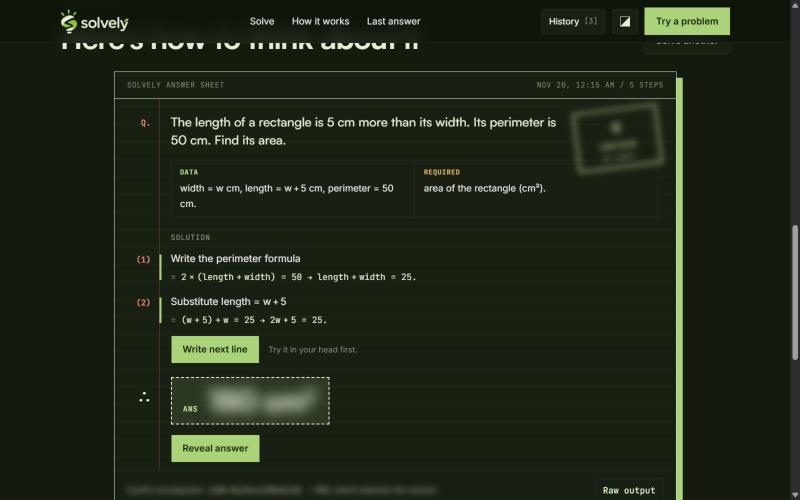 solvely
Solve How it works Last answer
History [3]
Try a problem
SOLVELY ANSWER SHEET
NOV 20, 12:15 AM / 5 STEPS
Q.
The length of a rectangle is 5 cm more than its width. Its perimeter is
50 cm. Find its area.
DATA
width = w cm, length = w + 5 cm, perimeter = 50
cm.
REQUIRED
area of the rectangle (cm²).
SOLUTION
(1) Write the perimeter formula
= 2 × (length + width) = 50 → length + width = 25.
(2) Substitute length = w + 5
= (w + 5) + w = 25 → 2w + 5 = 25.
Write next line Try it in your head first.
∴ ANS
Reveal answer
Raw output